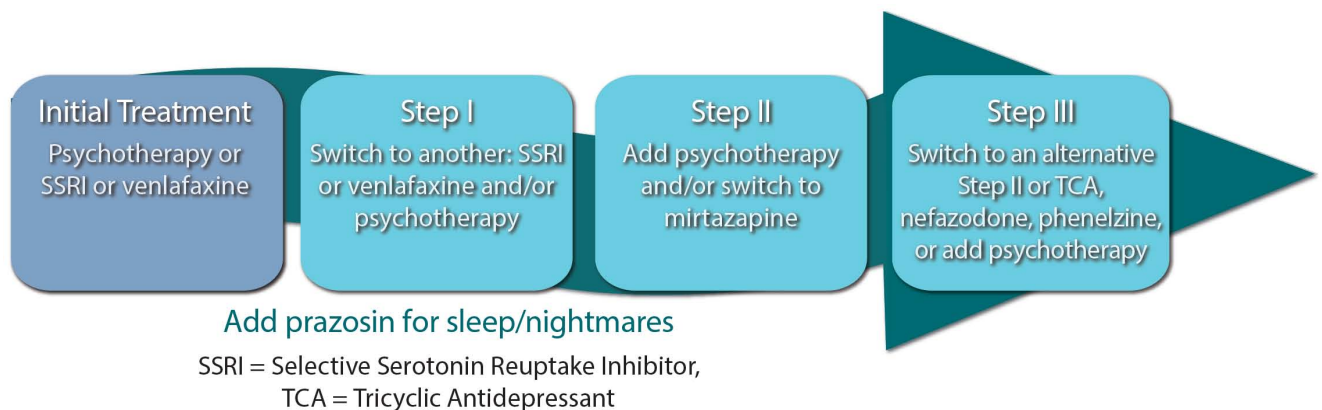 Initial Treatment
Psychotherapy or
SSRI or venlafaxine
Step I
Switch to another: SSRI
or venlafaxine and/or
psychotherapy
Step II
Add psychotherapy
and/or switch to
mirtazapine
Step III
Switch to an alternative
Step II or TCA,
nefazodone, phenelzine,
or add psychotherapy
Add prazosin for sleep/nightmares
SSRI = Selective Serotonin Reuptake Inhibitor,
TCA = Tricyclic Antidepressant